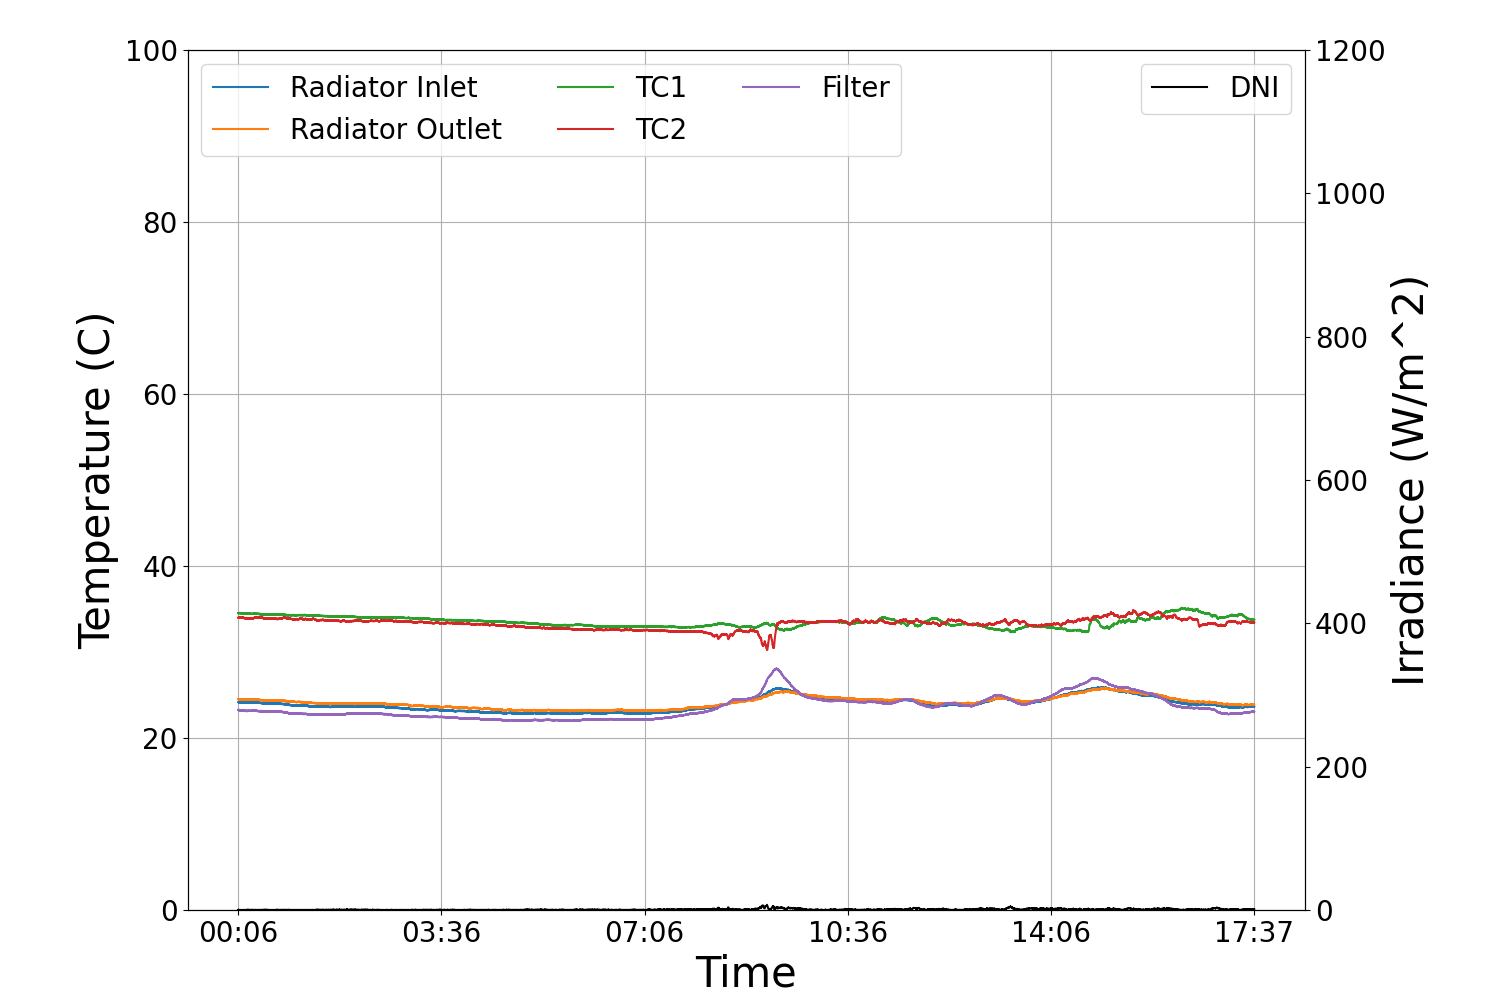 Radiator Inlet
Radiator Outlet
TC1
TC2
Filter
DNI
Temperature (C)
100
80
60
40
20
0
Irradiance (W/m^2)
1200
1000
800
600
400
200
0
00:06
03:36
07:06
10:36
14:06
17:37
Time